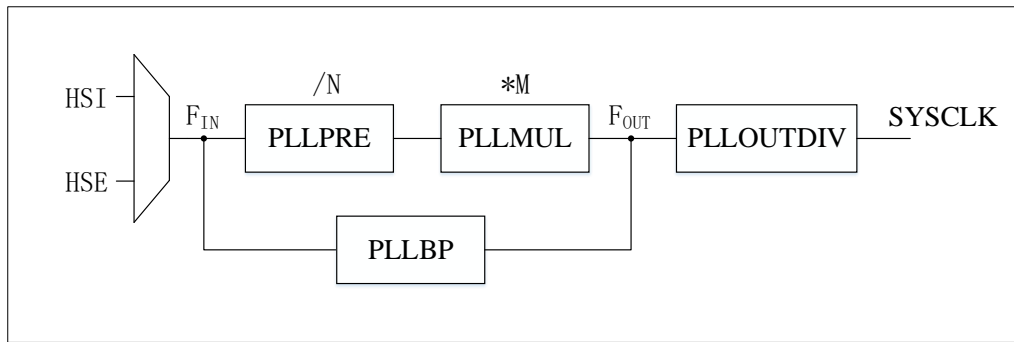 /N
*M
HSI
F_IN
PLLPRE
PLLMUL
F_OUT
PLLOUTDIV
SYSCLK
HSE
PLLBP